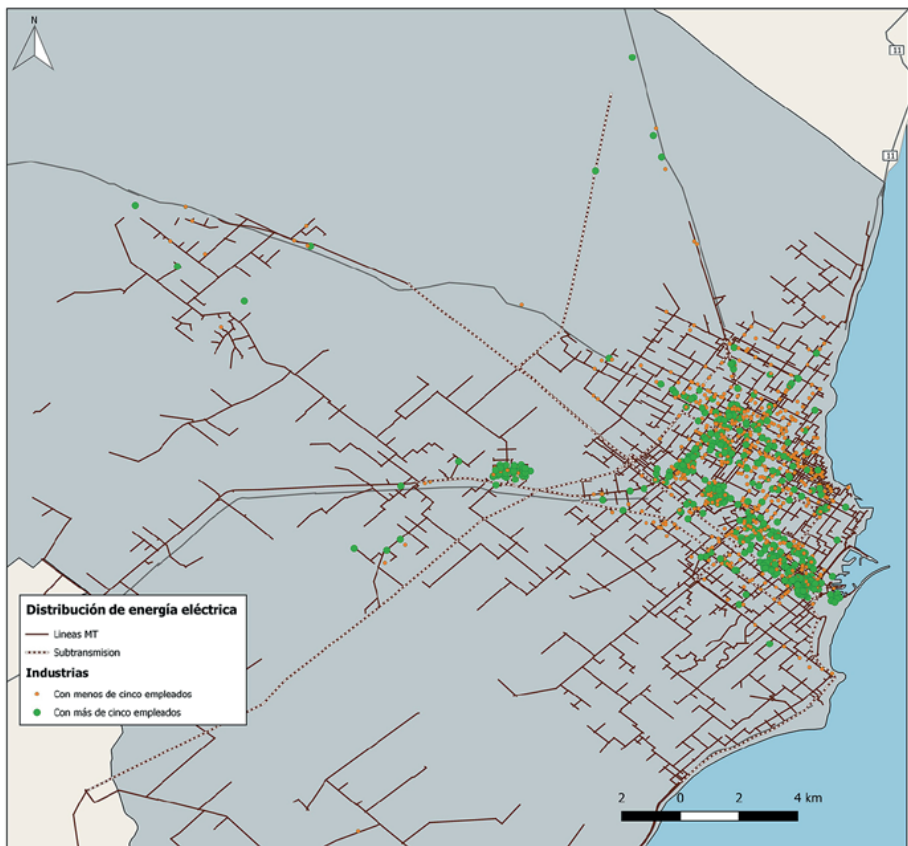 N
11
11
Distribución de energía eléctrica
Lineas MT
Subtransmision
Industrias
Con menos de cinco empleados
Con más de cinco empleados
2 0 2 4 km